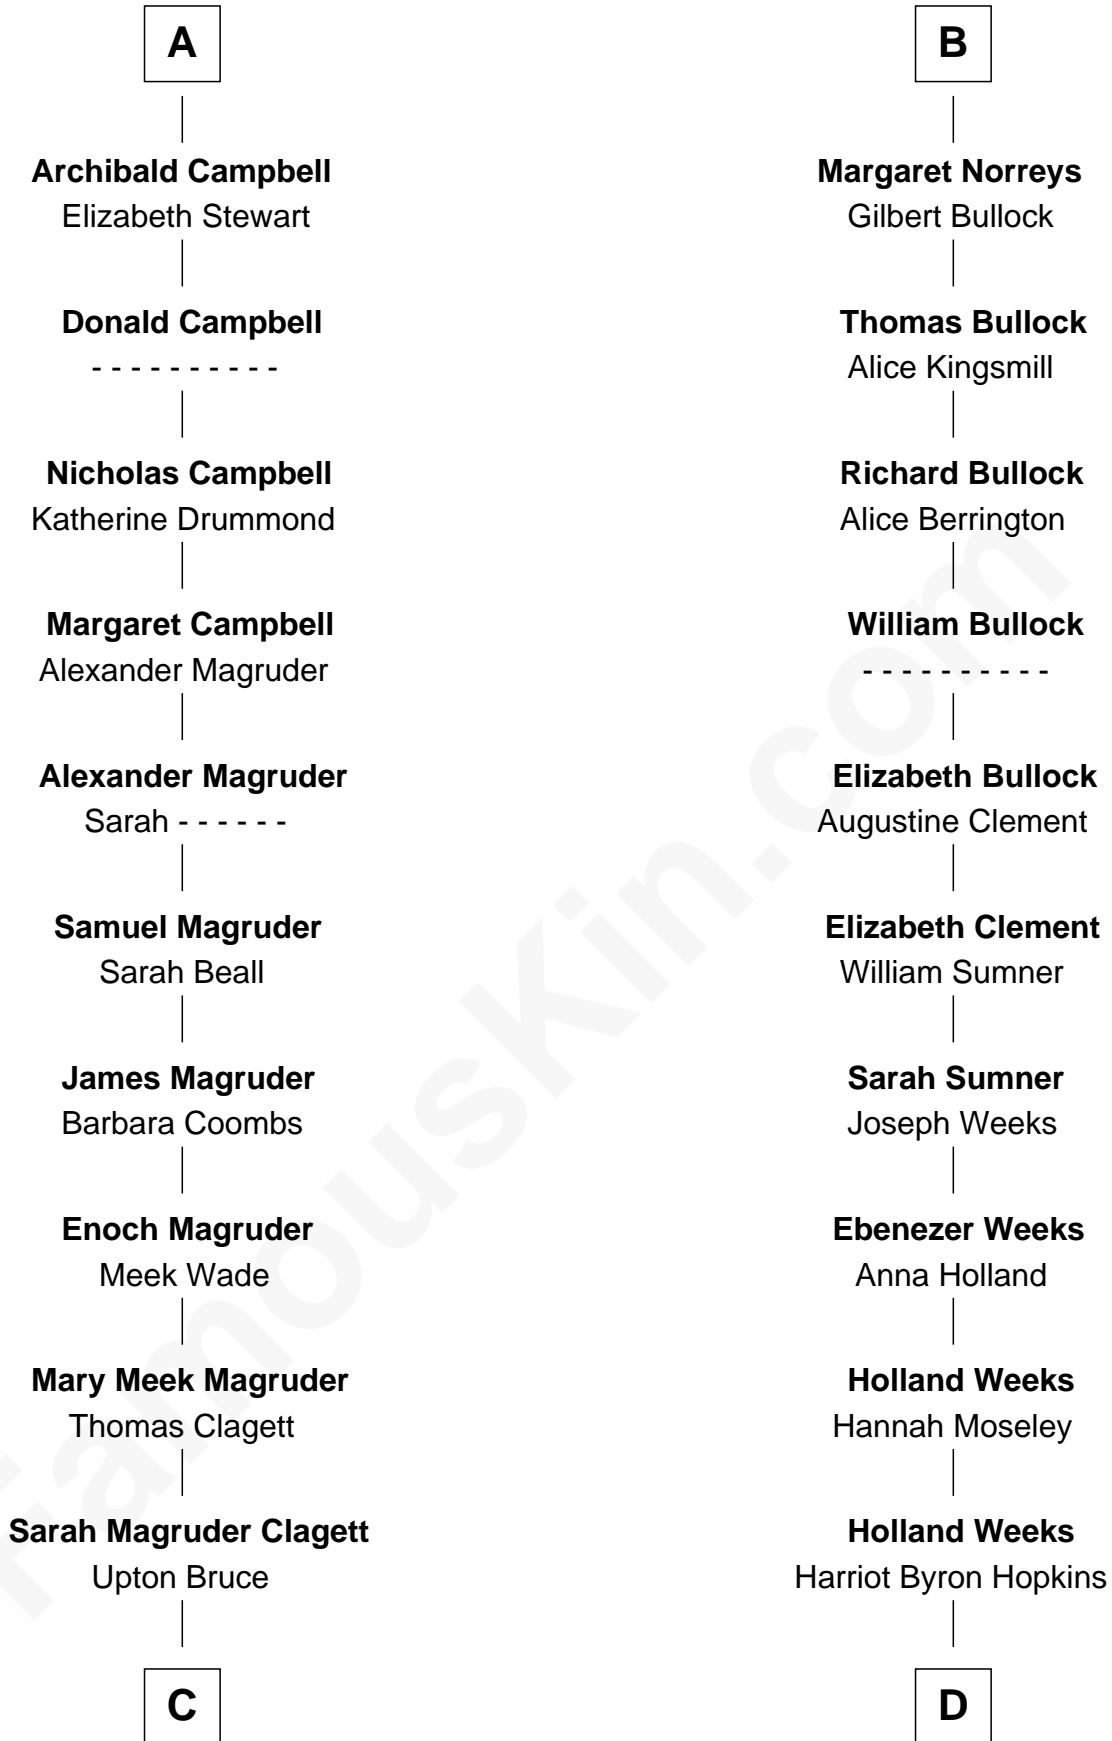 A
Archibald Campbell
Elizabeth Stewart
Donald Campbell
- - - - - - - - - -
Nicholas Campbell
Katherine Drummond
Margaret Campbell
Alexander Magruder
Alexander Magruder
Sarah - - - - - -
Samuel Magruder
Sarah Beall
James Magruder
Barbara Coombs
Enoch Magruder
Meek Wade
Mary Meek Magruder
Thomas Clagett
Sarah Magruder Clagett
Upton Bruce
C
B
Margaret Norreys
Gilbert Bullock
Thomas Bullock
Alice Kingsmill
Richard Bullock
Alice Berrington
William Bullock
- - - - - - - - - -
Elizabeth Bullock
Augustine Clement
Elizabeth Clement
William Sumner
Sarah Sumner
Joseph Weeks
Ebenezer Weeks
Anna Holland
Holland Weeks
Hannah Moseley
Holland Weeks
Harriot Byron Hopkins
D
FamousKin.com